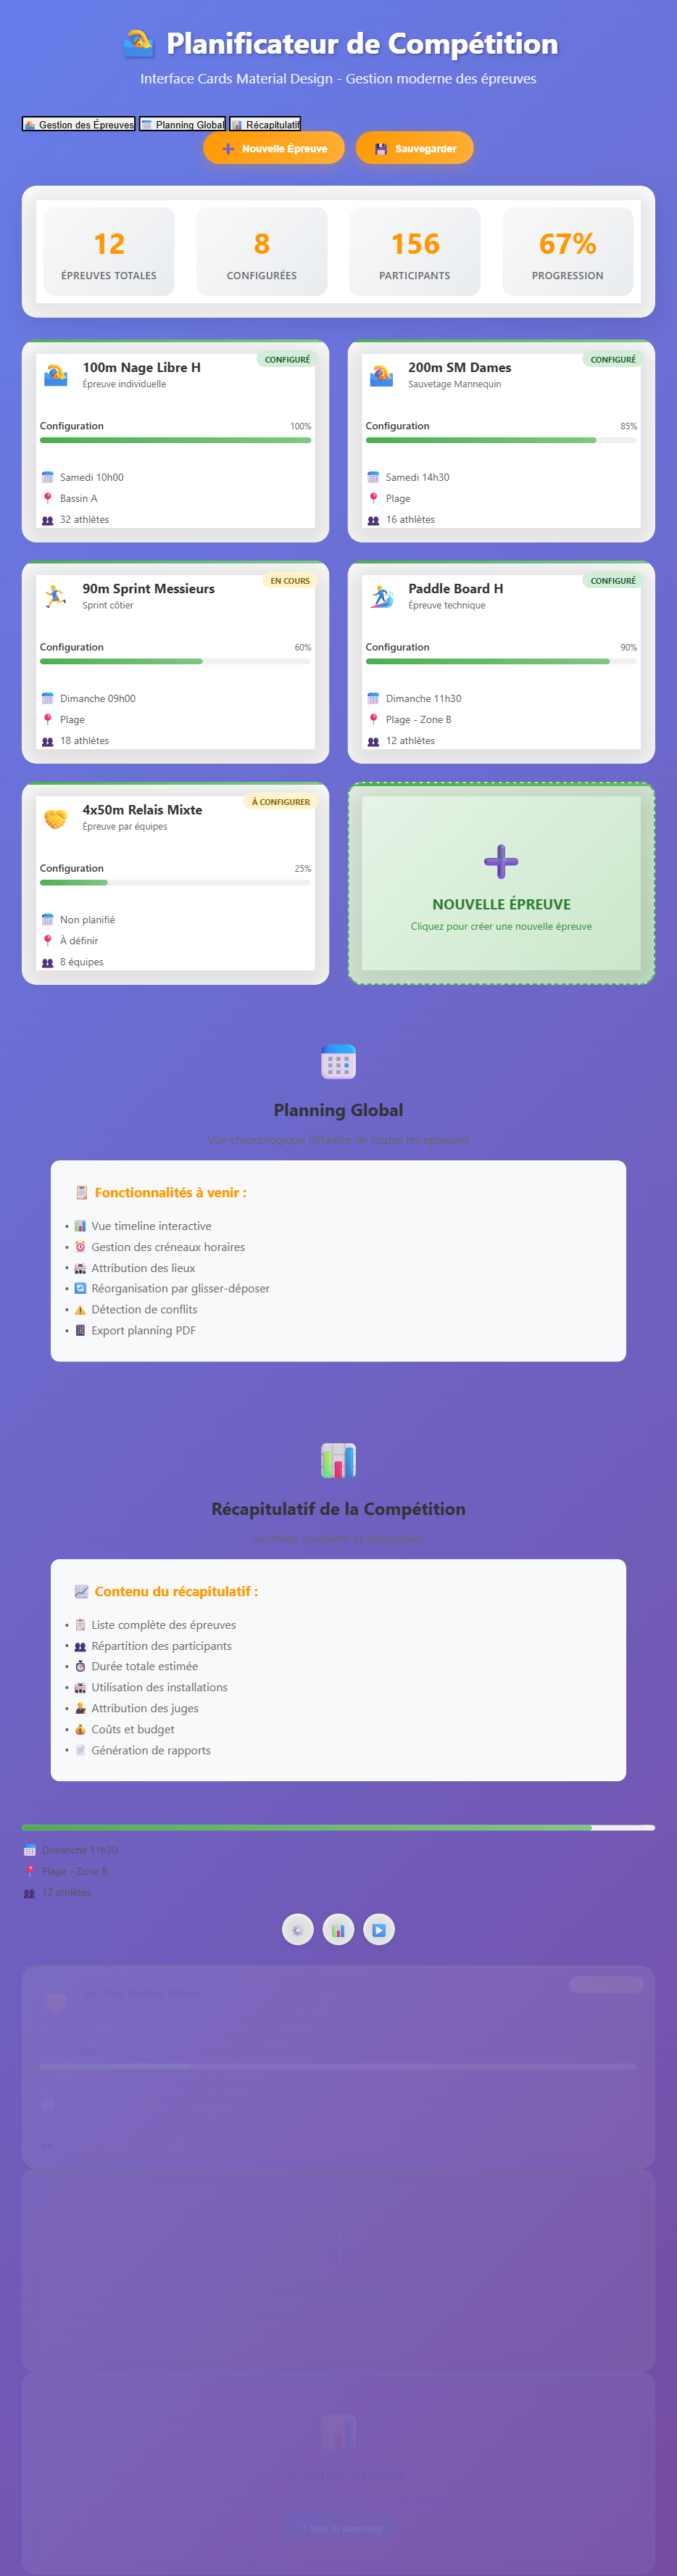 Planificateur de Compétition
Interface Cards Material Design - Gestion moderne des épreuves
Gestion des Épreuves
Planning Global
Récapitulatif
Nouvelle Épreuve
Sauvegarder
12
ÉPREUVES TOTALES
8
CONFIGURÉES
156
PARTICIPANTS
67%
PROGRESSION
100m Nage Libre H
CONFIGURÉ
Épreuve individuelle
Configuration
100%
Samedi 10h00
Bassin A
32 athlètes
200m SM Dames
CONFIGURÉ
Sauvetage Mannequin
Configuration
85%
Samedi 14h30
Plage
16 athlètes
90m Sprint Messieurs
EN COURS
Sprint côtier
Configuration
60%
Dimanche 09h00
Plage
18 athlètes
Paddle Board H
CONFIGURÉ
Épreuve technique
Configuration
90%
Dimanche 11h30
Plage - Zone B
12 athlètes
4x50m Relais Mixte
À CONFIGURER
Épreuve par équipes
Configuration
25%
Non planifié
À définir
8 équipes
NOUVELLE ÉPREUVE
Cliquez pour créer une nouvelle épreuve
Planning Global
Vue chronologique détaillée de toutes les épreuves
Fonctionnalités à venir :
• Vue timeline interactive
• Gestion des créneaux horaires
• Attribution des lieux
• Réorganisation par glisser-déposer
• Détection de conflits
• Export planning PDF
Récapitulatif de la Compétition
Synthèse complète et statistiques
Contenu du récapitulatif :
• Liste complète des épreuves
• Répartition des participants
• Durée totale estimée
• Utilisation des installations
• Attribution des juges
• Coûts et budget
• Génération de rapports
Dimanche 11h30
Plage - Zone B
12 athlètes
4x50m Relais Mixte
PLANNING GLOBAL
Voir le planning